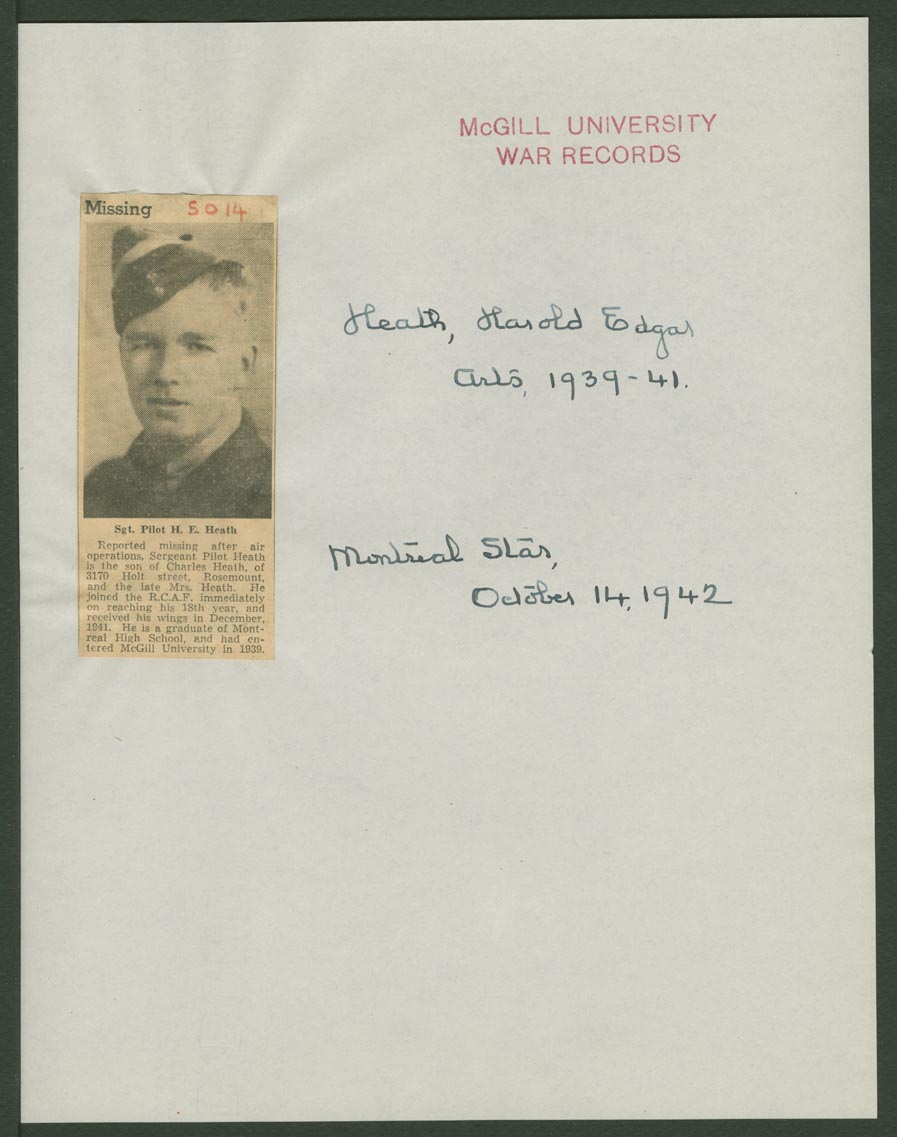 McGILL UNIVERSITY
WAR RECORDS
Missing S O 14
Heath, Harold Edgar
Arts, 1939-41.
Sgt. Pilot H. E. Heath
Reported missing after air
operations, Sergeant Pilot Heath
is the son of Charles Heath, of
3170 Holt street, Rosemount,
and the late Mrs. Heath. He
joined the R.C.A.F. immediately
on reaching his 18th year, and
received his wings in December,
1941. He is a graduate of Mont-
real High School, and had en-
tered McGill University in 1939.
Montreal Star,
October 14, 1942